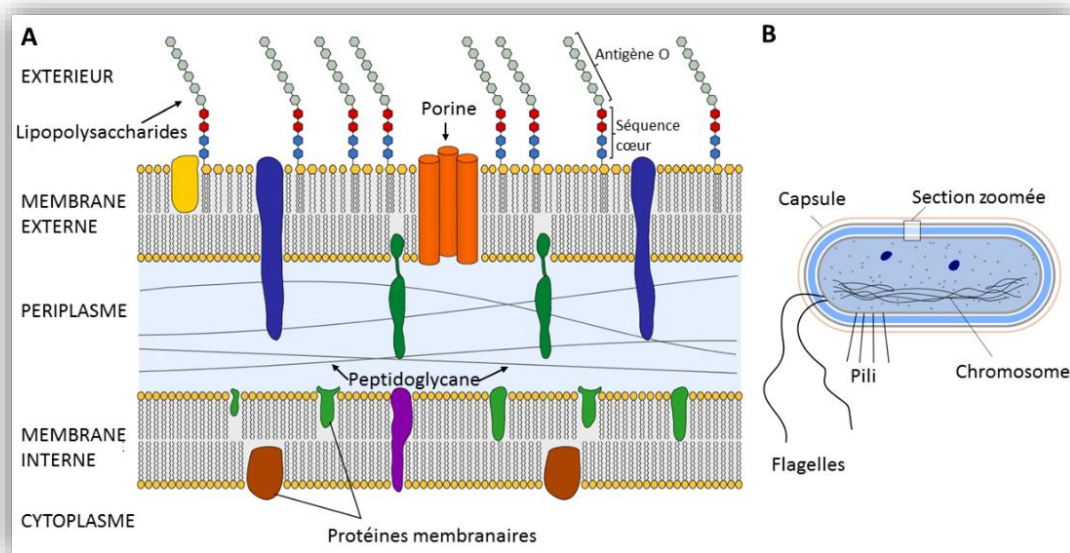 A
EXTERIEUR
Lipopolysaccharides
Porine
Antigène O
Séquence
cœur
MEMBRANE
EXTERNE
PERIPLASME
Peptidoglycane
MEMBRANE
INTERNE
CYTOPLASME
Protéines membranaires
B
Capsule
Section zoomée
Pili
Chromosome
Flagelles